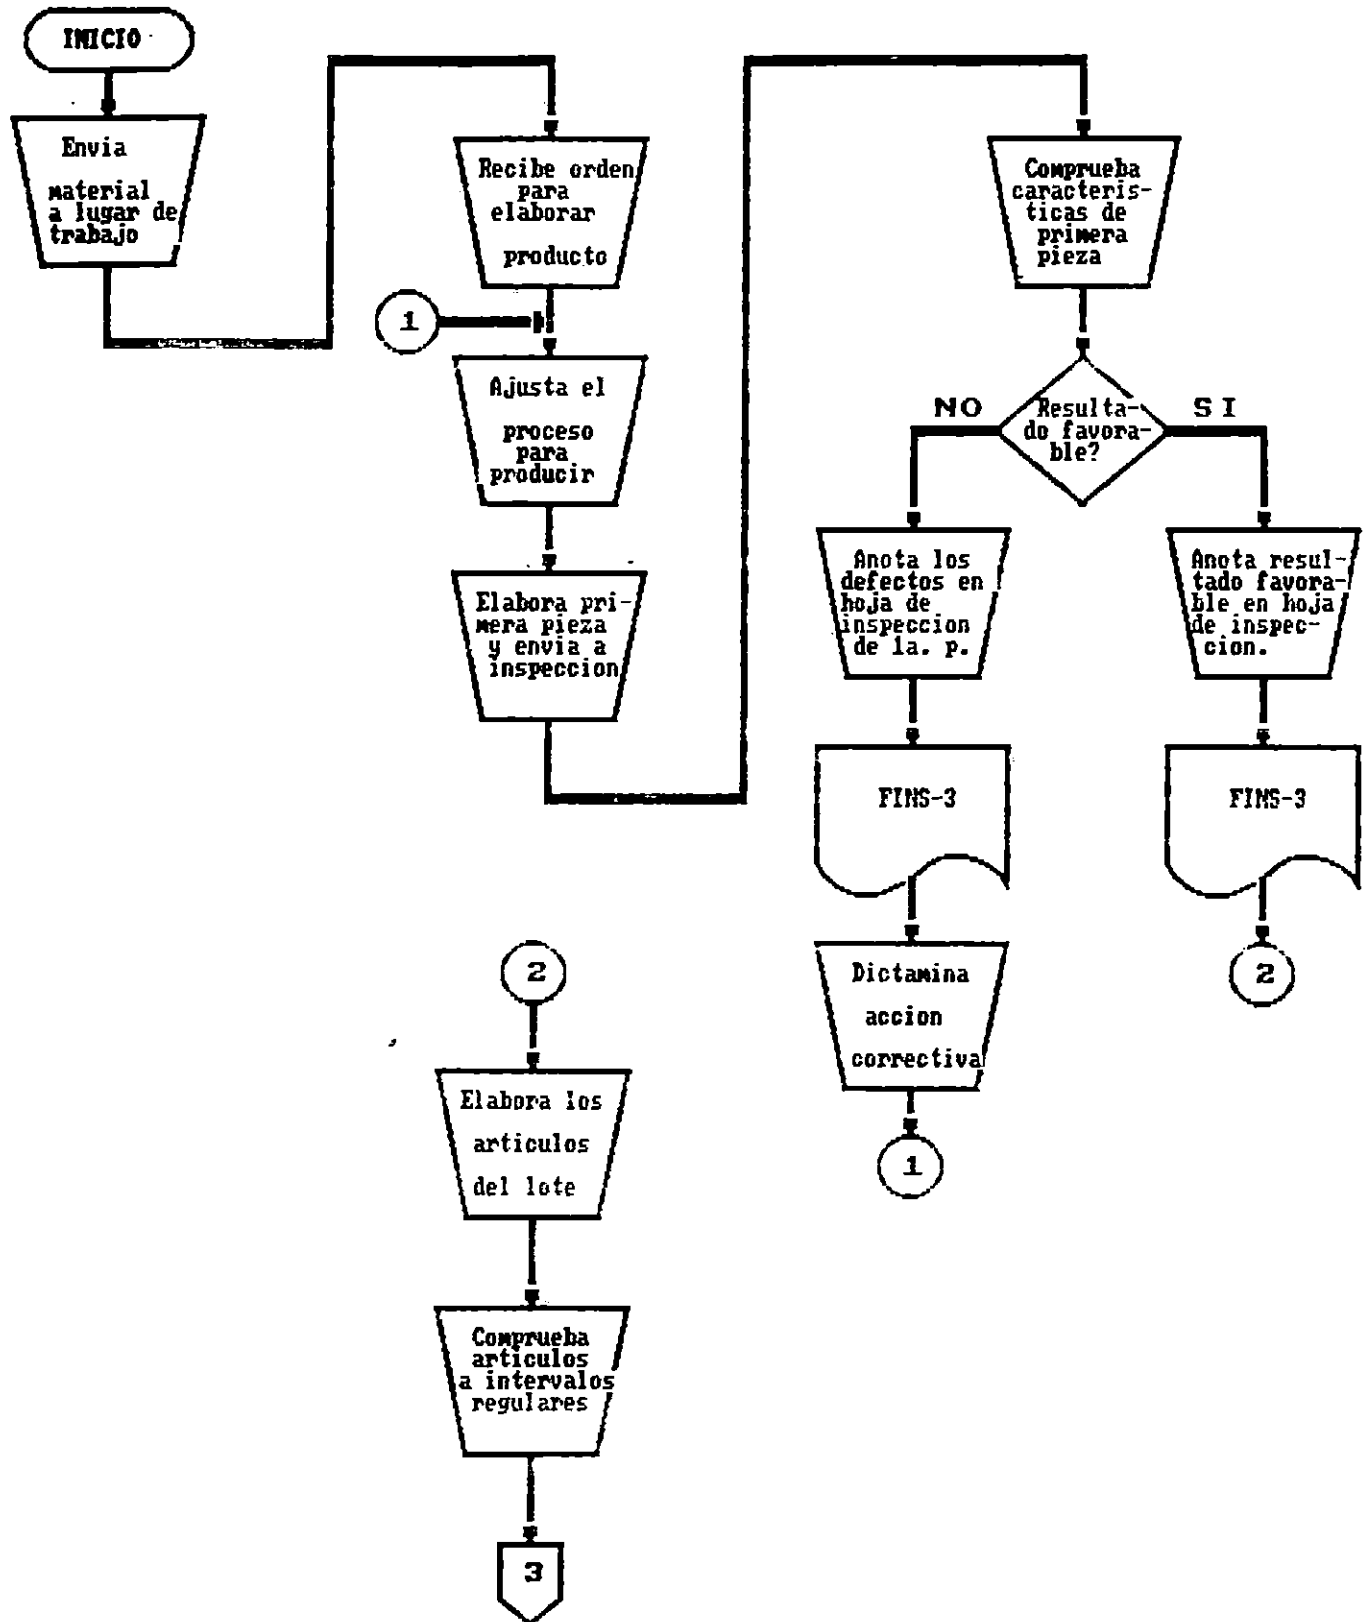 INICIO
Envia
material
a lugar de
trabajo
Recibe orden
para
elaborar
producto
1
Ajusta el
proceso
para
producir
Elabora pri-
mera pieza
y envia a
inspeccion
Comprueba
caracteris-
ticas de
primera
pieza
Resulta-
do favora-
ble?
NO
SI
Anota los
defectos en
hoja de
inspeccion
de 1a. p.
Anota resul-
tado favora-
ble en hoja
de inspec-
cion.
FINS-3
FINS-3
Dictamina
accion
correctiva
1
2
2
Elabora los
articulos
del lote
Comprueba
articulos
a intervalos
regulares
3